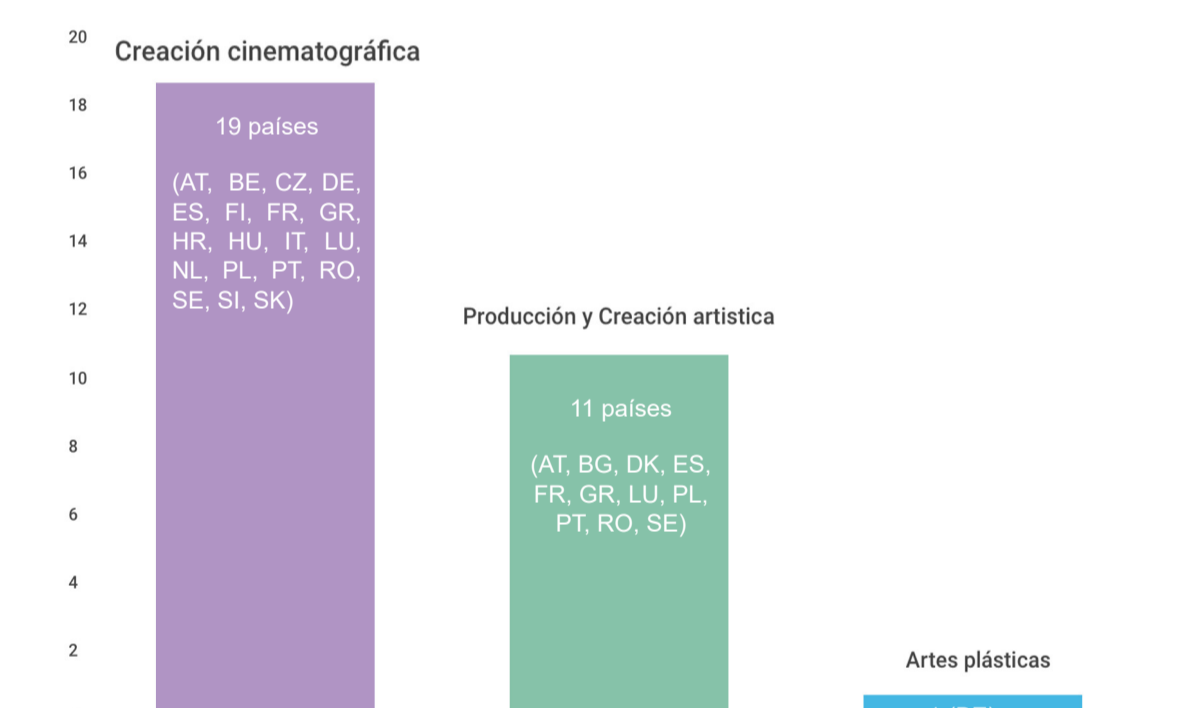 20
Creación cinematográfica
18
19 países
16
(AT, BE, CZ, DE,
ES, FI, FR, GR,
14
HR, HU, IT, LU,
NL, PL, PT, RO,
SE, SI, SK)
12
Producción y Creación artistica
10
11 países
8
(AT, BG, DK, ES,
FR, GR, LU, PL,
6
PT, RO, SE)
4
2
Artes plásticas